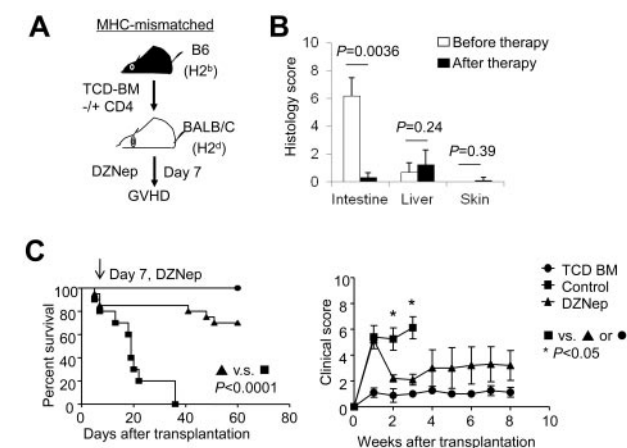 A
MHC-mismatched
B6
(H2ᵇ)
TCD-BM
-/+ CD4
BALB/C
(H2ᵈ)
DZNep
Day 7
GVHD
B
Histology score
10
8
6
4
2
0
P=0.0036
P=0.24
P=0.39
Before therapy
After therapy
Intestine
Liver
Skin
C
Day 7, DZNep
Percent survival
100
80
60
40
20
0
▲ v.s. ■
P<0.0001
0
20
40
60
80
Days after transplantation
Clinical score
10
8
6
4
2
0
*
*
0
2
4
6
8
10
Weeks after transplantation
TCD BM
Control
DZNep
■ vs. ▲ or ●
* P<0.05